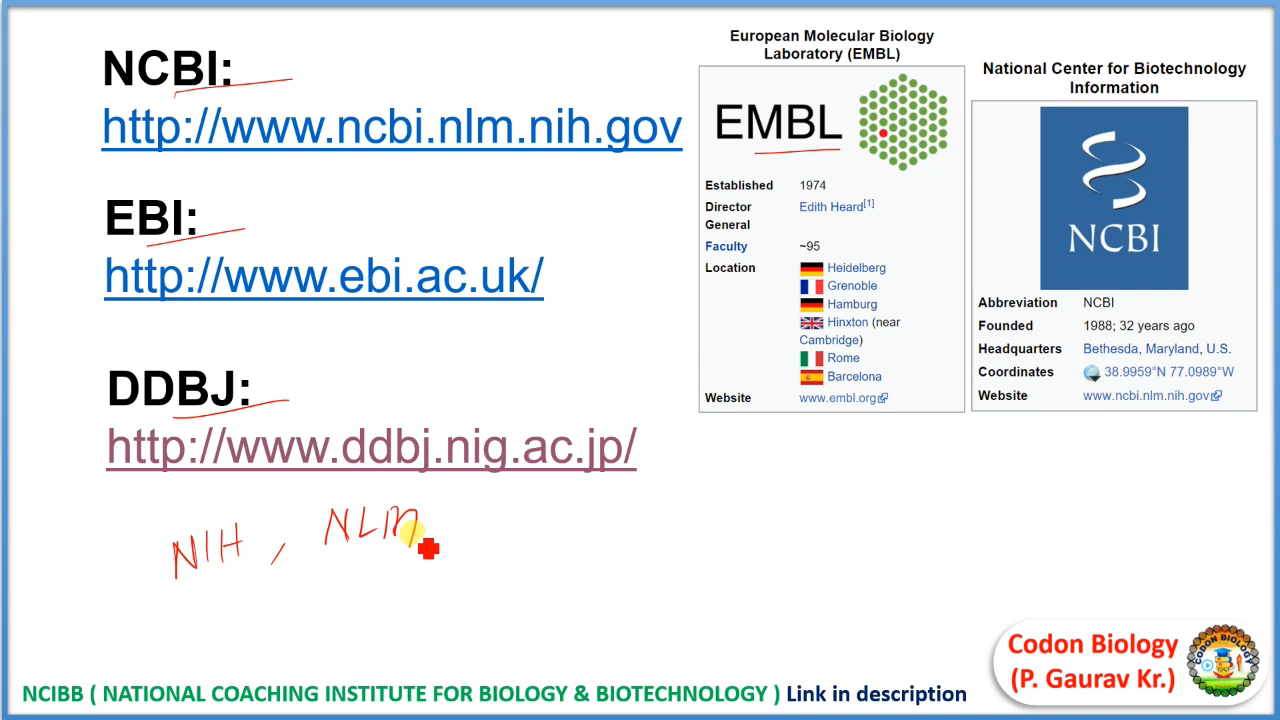 NCBI:
http://www.ncbi.nlm.nih.gov
EBI:
http://www.ebi.ac.uk/
DDBJ:
http://www.ddbj.nig.ac.jp/
NIH , NLM
European Molecular Biology
Laboratory (EMBL)
EMBL
Established 1974
Director Edith Heard[1]
General
Faculty ~95
Location Heidelberg
Grenoble
Hamburg
Hinxton (near
Cambridge)
Rome
Barcelona
Website www.embl.org
National Center for Biotechnology
Information
NCBI
Abbreviation NCBI
Founded 1988; 32 years ago
Headquarters Bethesda, Maryland, U.S.
Coordinates 38.9959°N 77.0989°W
Website www.ncbi.nlm.nih.gov
Codon Biology
(P. Gaurav Kr.)
CODON BIOLOGY
NCIBB ( NATIONAL COACHING INSTITUTE FOR BIOLOGY & BIOTECHNOLOGY ) Link in description